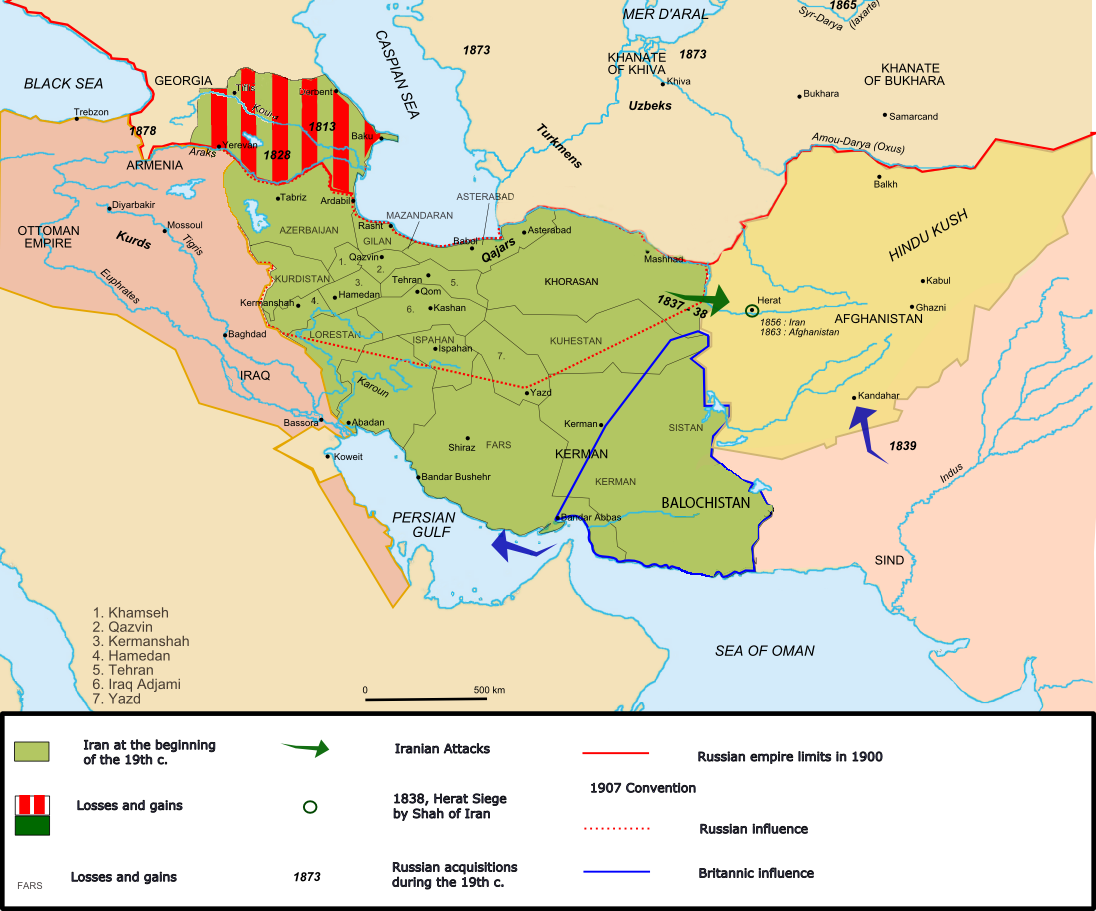 MER D'ARAL
1865
Syr-Darya
(Iaxarte)
CASPIAN SEA
1873
1873
KHANATE
OF KHIVA
Khiva
Uzbeks
KHANATE
OF BUKHARA
Bukhara
Samarcand
BLACK SEA
GEORGIA
Trebzon
1878
Derbent
Koura
1813
Baku
Yerevan
1828
Araks
ARMENIA
Turkmens
Amou-Darya (Oxus)
Balkh
Diyarbakir
Mossoul
Tigris
Kurds
OTTOMAN
EMPIRE
Euphrates
Baghdad
IRAQ
Bassora
Tabriz
Ardabil
AZERBAIJAN
Rasht
GILAN
MAZANDARAN
ASTERABAD
Babol
Qajars
Asterabad
Mashhad
1.
Qazvin
2.
KURDISTAN
3.
Tehran
5.
Kermanshah
4.
Hamedan
Qom
6.
Kashan
KHORASAN
1837 - 38
Herat
1856 : Iran
1863 : Afghanistan
HINDU KUSH
Kabul
Ghazni
AFGHANISTAN
LORESTAN
ISPAHAN
Ispahan
7.
KUHESTAN
Karoun
Yazd
Kandahar
1839
Abadan
Koweit
Shiraz
FARS
Kerman
KERMAN
KERMAN
SISTAN
Bandar Bushehr
BALOCHISTAN
Bandar Abbas
PERSIAN
GULF
Indus
SIND
SEA OF OMAN
1. Khamseh
2. Qazvin
3. Kermanshah
4. Hamedan
5. Tehran
6. Iraq Adjami
7. Yazd
0
500 km
Iran at the beginning
of the 19th c.
Losses and gains
FARS
Losses and gains
Iranian Attacks
1838, Herat Siege
by Shah of Iran
1873
Russian acquisitions
during the 19th c.
Russian empire limits in 1900
1907 Convention
Russian influence
Britannic influence